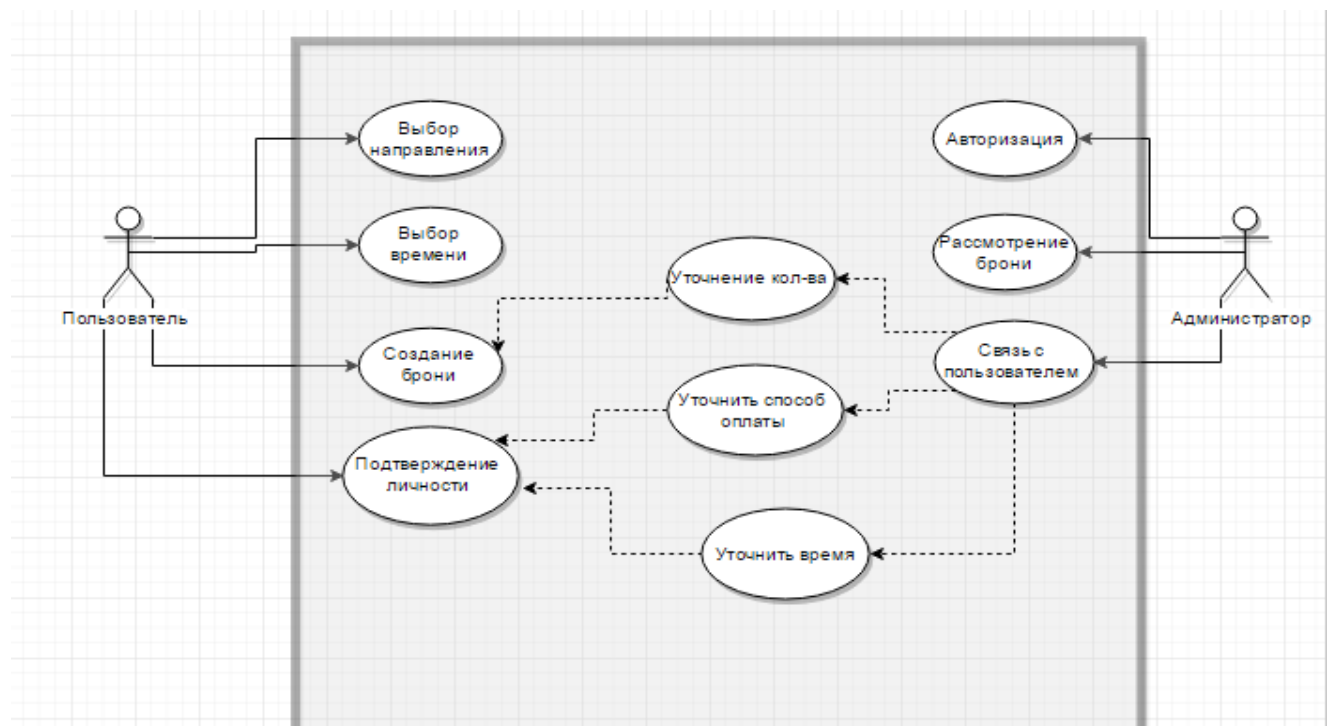 Выбор
направления
Авторизация
Выбор
времени
Рассмотрение
брони
Уточнение кол-ва
Пользователь
Администратор
Создание
брони
Связь с
пользователем
Уточнить способ
оплаты
Подтверждение
личности
Уточнить время